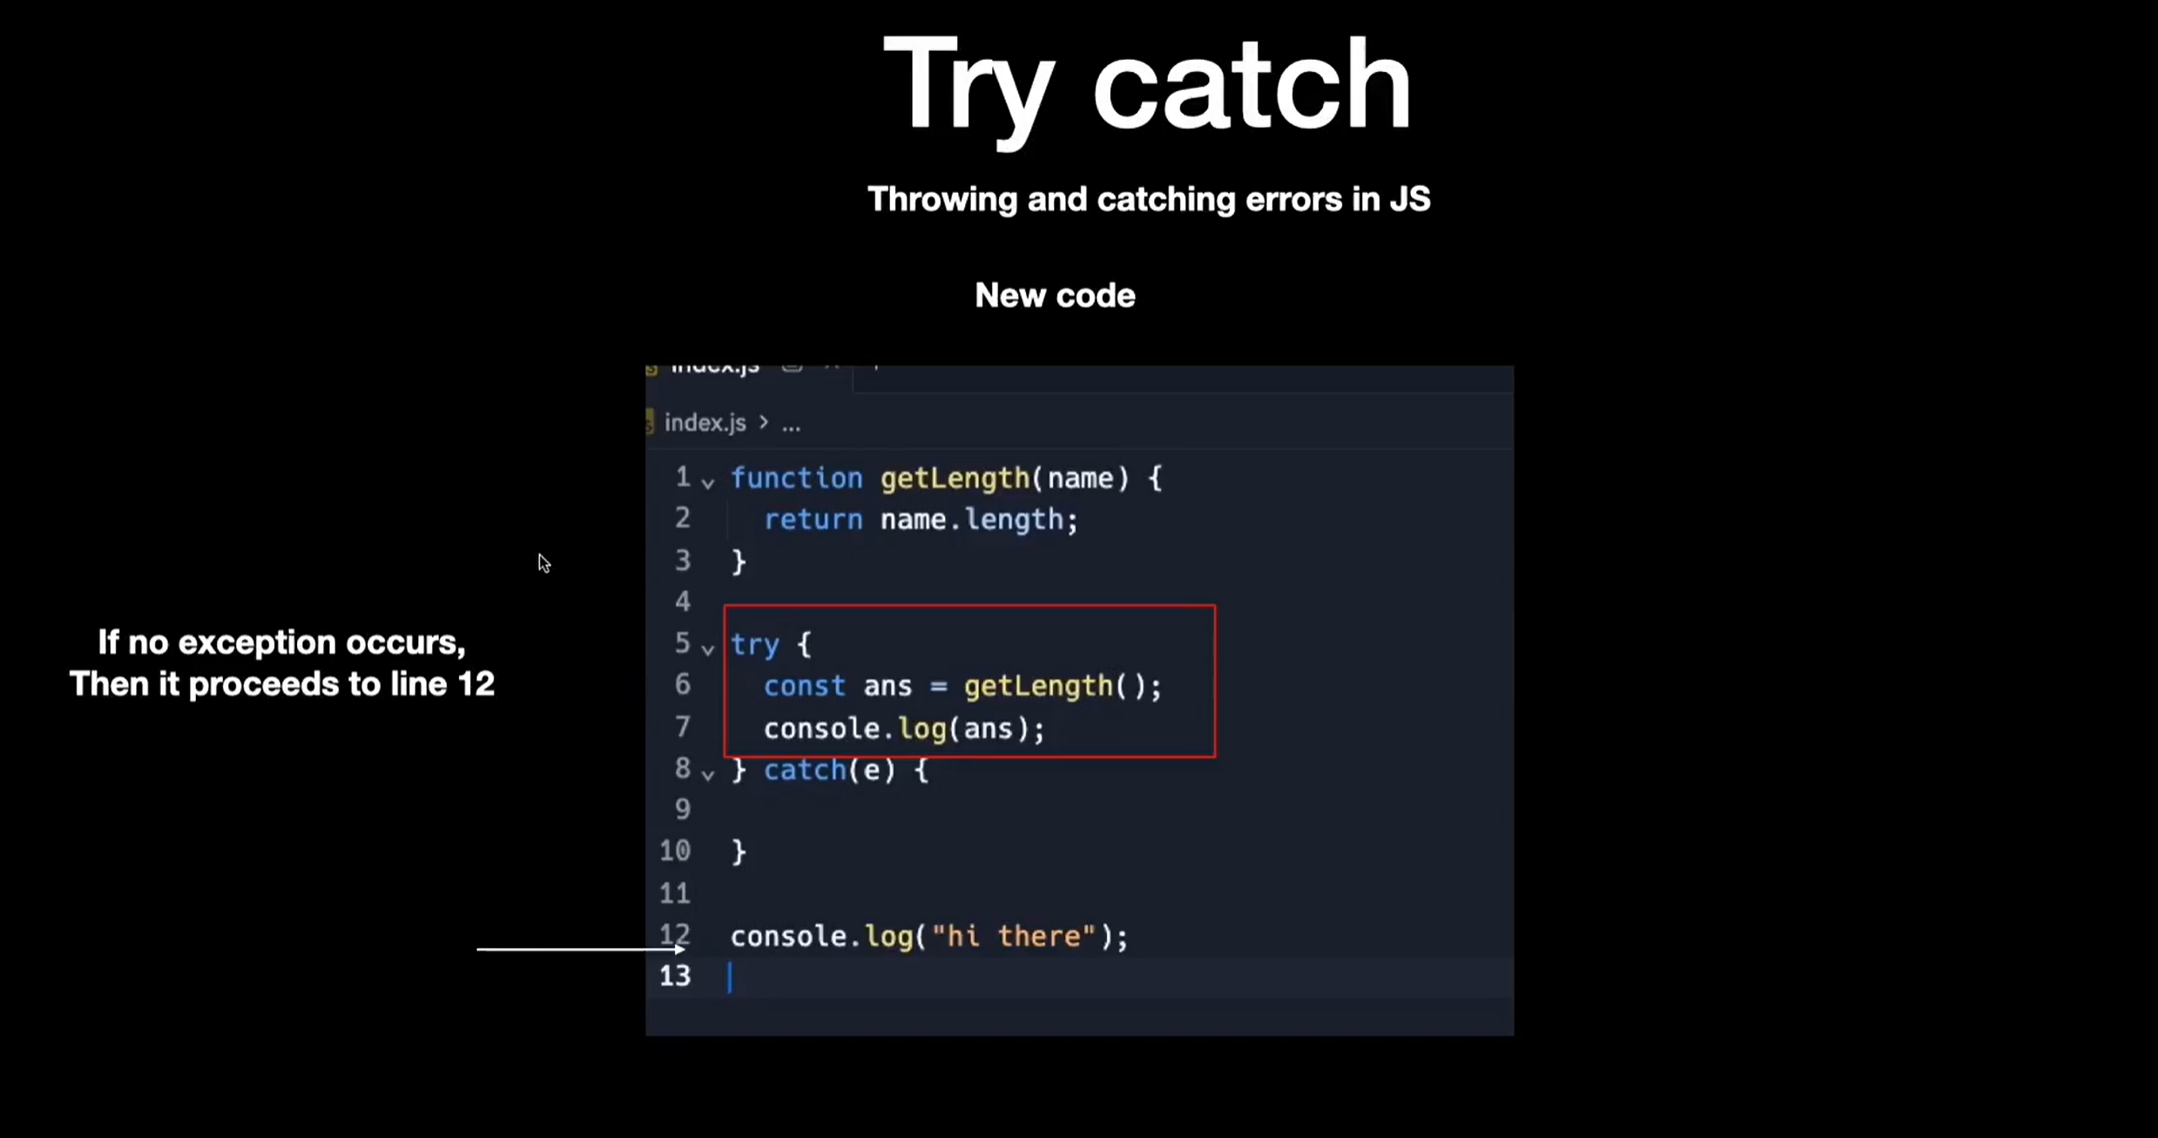 Try catch
Throwing and catching errors in JS
New code
index.js
index.js > ...
1 function getLength(name) {
2 return name.length;
3 }
4
5 try {
6 const ans = getLength();
7 console.log(ans);
8 } catch(e) {
9
10 }
11
12 console.log("hi there");
13
If no exception occurs,
Then it proceeds to line 12